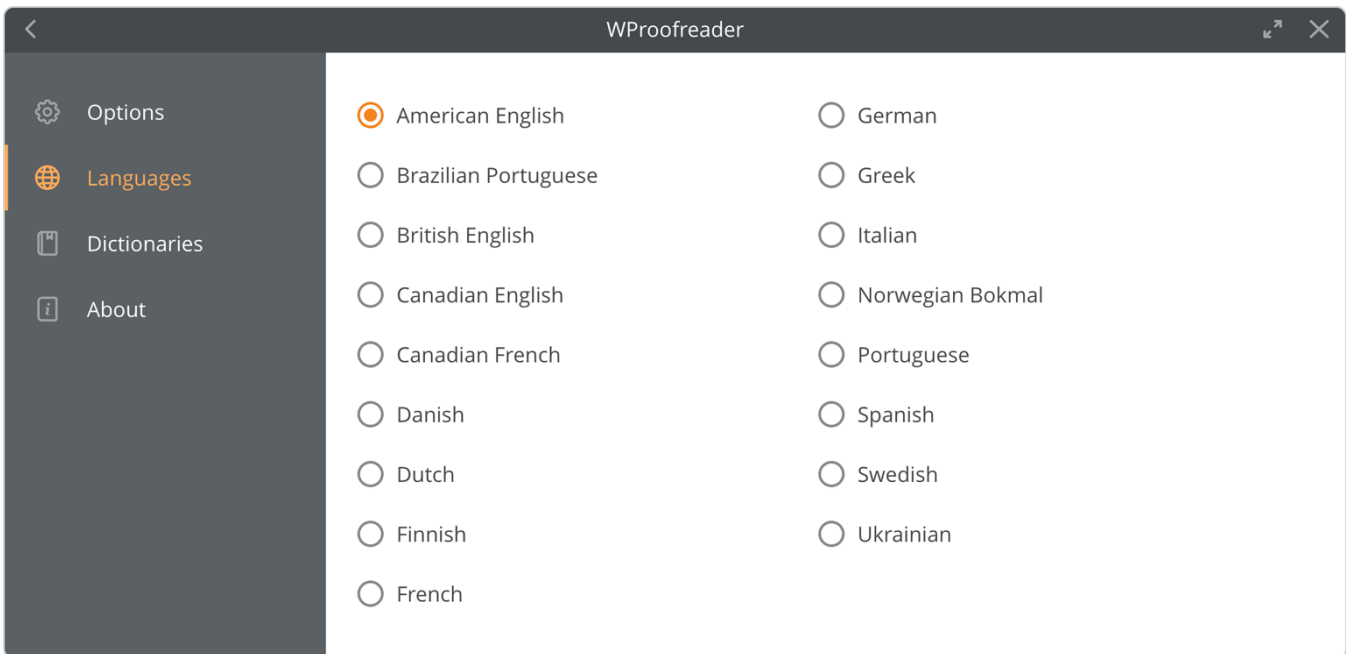 WProofreader
Options
Languages
Dictionaries
i About
American English
Brazilian Portuguese
British English
Canadian English
Canadian French
Danish
Dutch
Finnish
French
German
Greek
Italian
Norwegian Bokmal
Portuguese
Spanish
Swedish
Ukrainian